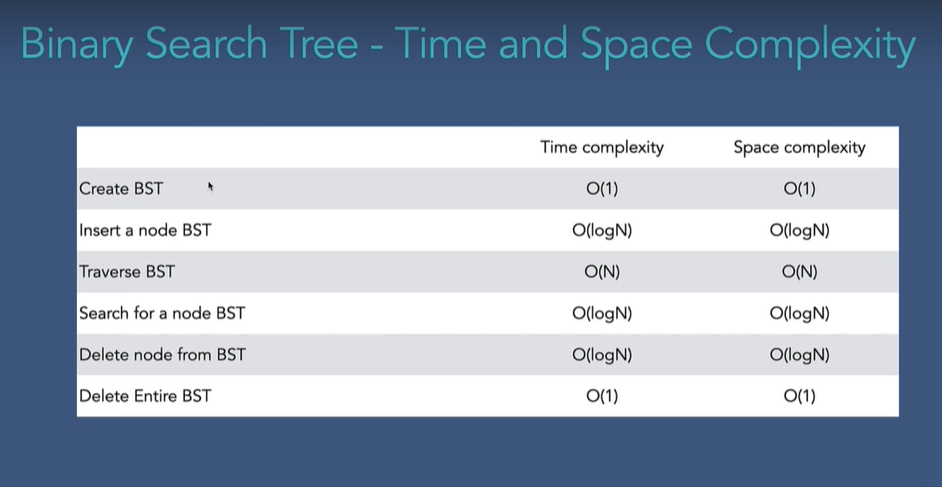 Binary Search Tree - Time and Space Complexity
Time complexity Space complexity
Create BST O(1) O(1)
Insert a node BST O(logN) O(logN)
Traverse BST O(N) O(N)
Search for a node BST O(logN) O(logN)
Delete node from BST O(logN) O(logN)
Delete Entire BST O(1) O(1)